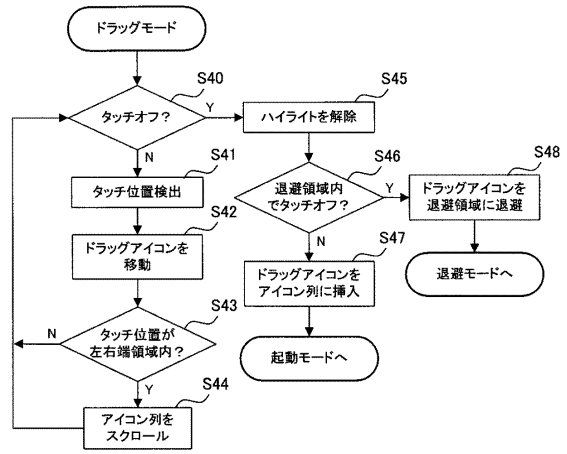 ドラッグモード
S40
タッチオフ?
Y
N
S41
タッチ位置検出
S42
ドラッグアイコンを
移動
S43
タッチ位置が
左右端領域内?
N
Y
S44
アイコン列を
スクロール
S45
ハイライトを解除
S46
退避領域内
でタッチオフ?
Y
N
S47
ドラッグアイコンを
アイコン列に挿入
起動モードへ
S48
ドラッグアイコンを
退避領域に退避
退避モードへ